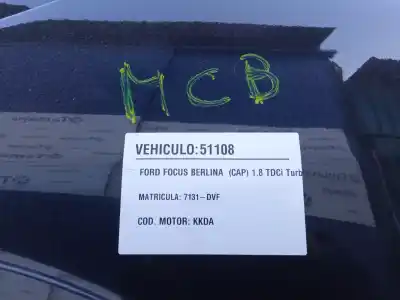 MCB
VEHICULO:51108
FORD FOCUS BERLINA (CAP) 1.8 TDCi Turb
MATRICULA: 7131-DVF
COD. MOTOR: KKDA